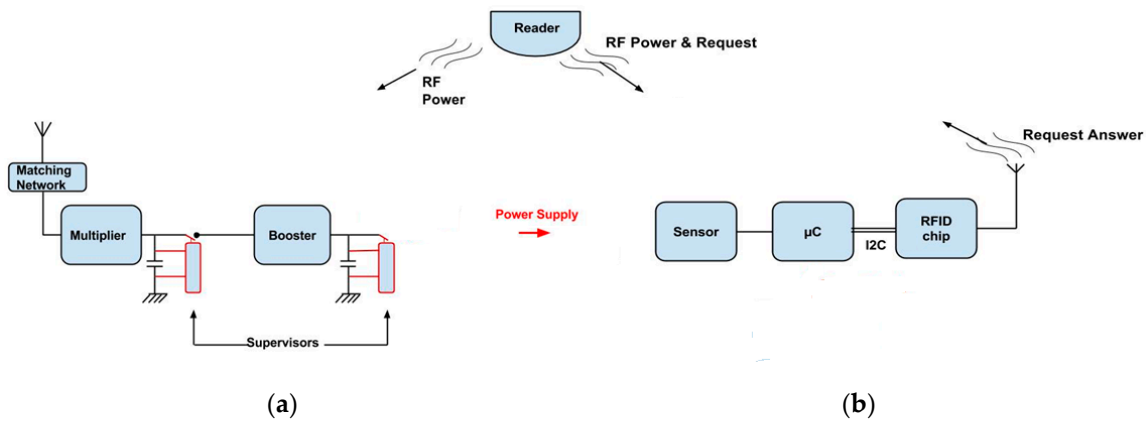 Reader
RF Power & Request
RF
Power
Request Answer
Matching
Network
Multiplier
Booster
Power Supply
Sensor
µC
I2C
RFID
chip
Supervisors
(a)
(b)